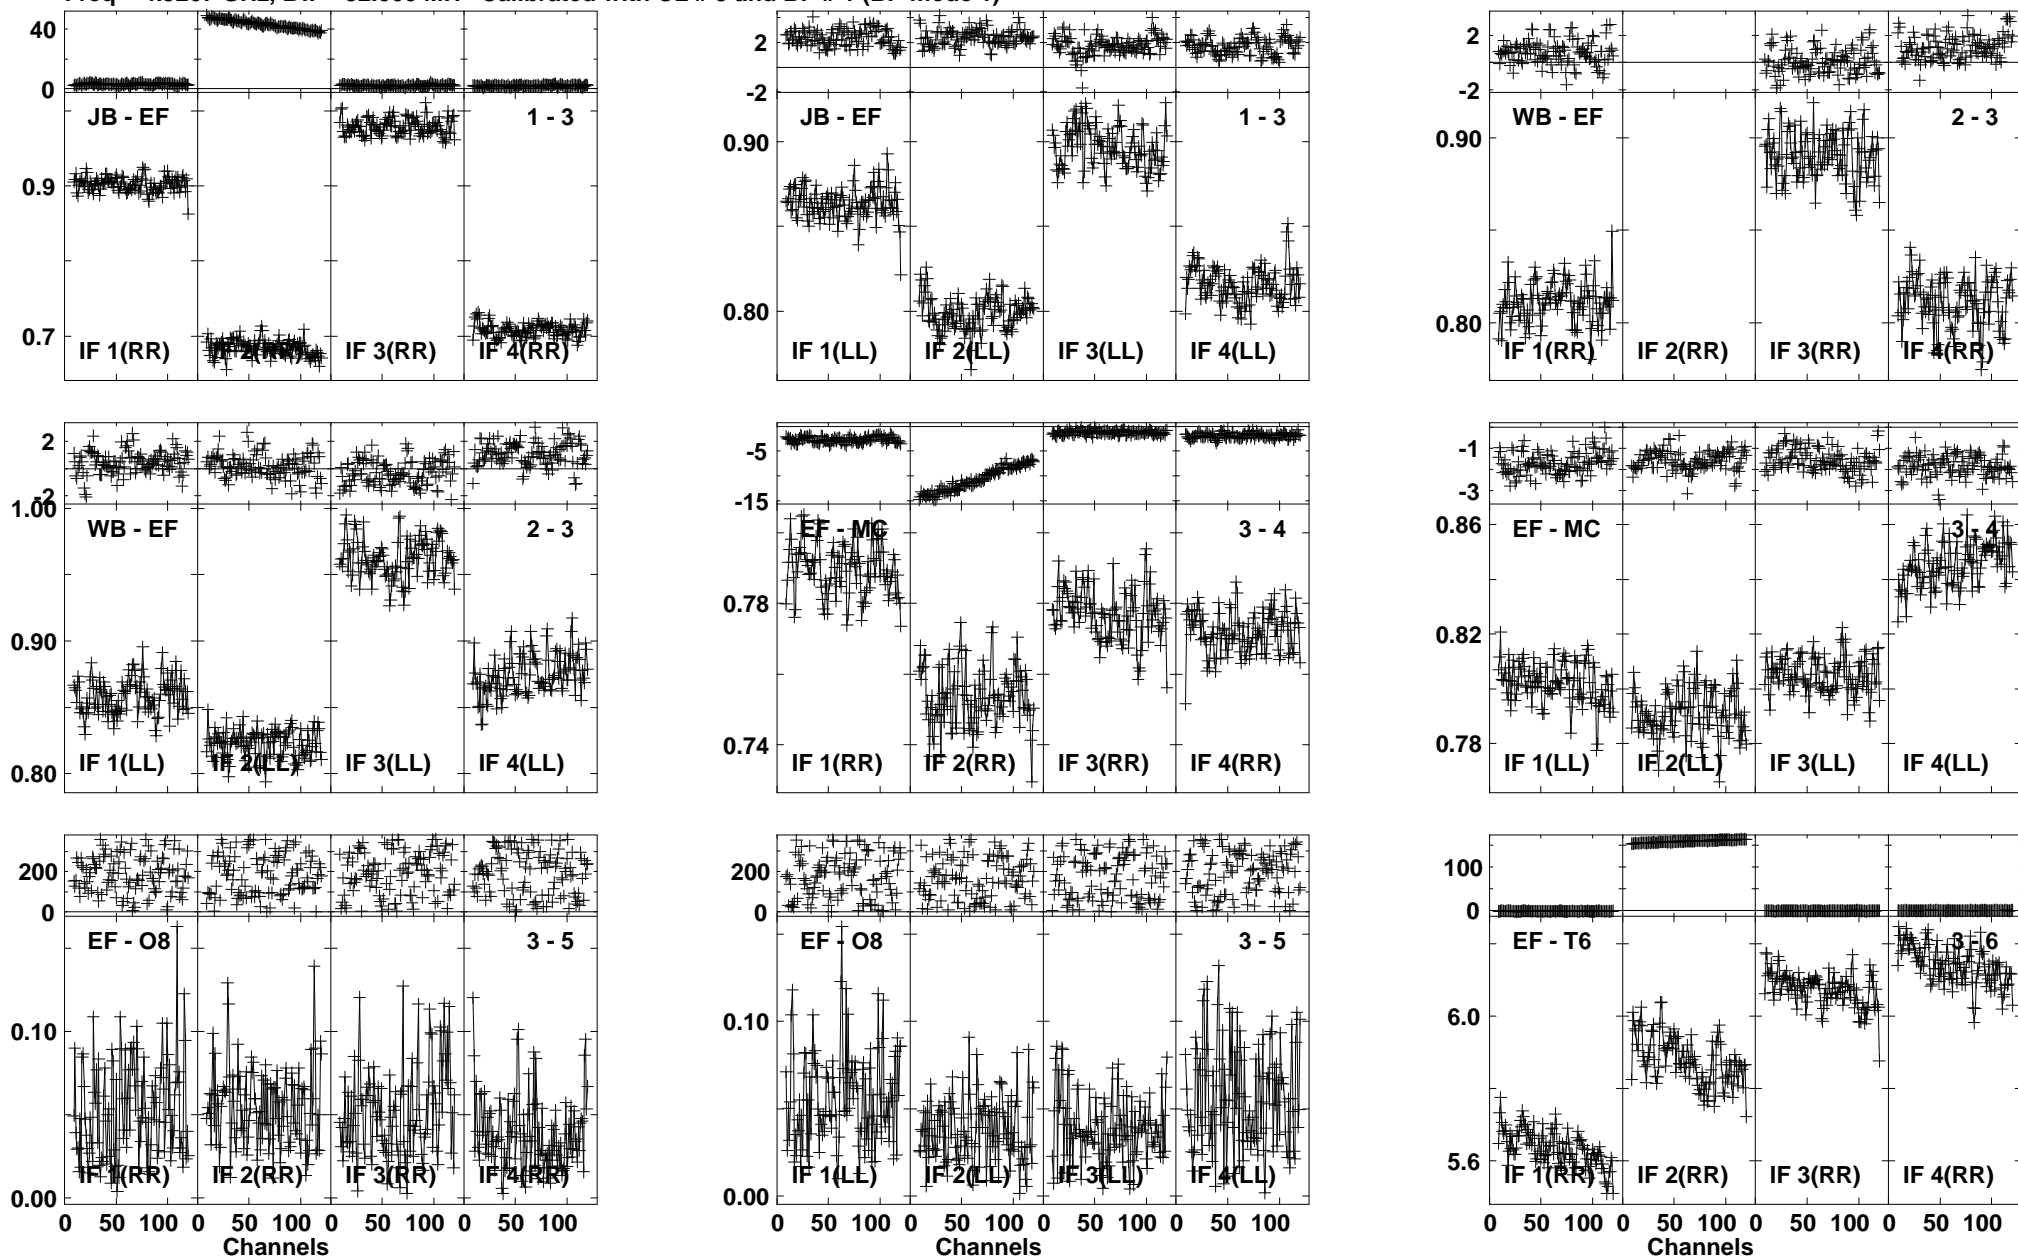 40
0
JB - EF
1 - 3
0.9
0.7
IF 1(RR)
IF 2(RR)
IF 3(RR)
IF 4(RR)
2
-2
JB - EF
1 - 3
0.90
0.80
IF 1(LL)
IF 2(LL)
IF 3(LL)
IF 4(LL)
2
-2
WB - EF
2 - 3
0.90
0.80
IF 1(RR)
IF 2(RR)
IF 3(RR)
IF 4(RR)
2
-2
1.00
WB - EF
2 - 3
0.90
0.80
IF 1(LL)
IF 2(LL)
IF 3(LL)
IF 4(LL)
-5
-15
EF - MC
3 - 4
0.78
0.74
IF 1(RR)
IF 2(RR)
IF 3(RR)
IF 4(RR)
-1
-3
0.86
EF - MC
3 - 4
0.82
0.78
IF 1(LL)
IF 2(LL)
IF 3(LL)
IF 4(LL)
200
0
EF - O8
3 - 5
0.10
0.00
IF 1(RR)
IF 2(RR)
IF 3(RR)
IF 4(RR)
0 50 100 0 50 100 0 50 100 0 50 100
Channels
200
0
EF - O8
3 - 5
0.10
0.00
IF 1(LL)
IF 2(LL)
IF 3(LL)
IF 4(LL)
0 50 100 0 50 100 0 50 100 0 50 100
Channels
100
0
EF - T6
3 - 6
6.0
5.6
IF 1(RR)
IF 2(RR)
IF 3(RR)
IF 4(RR)
0 50 100 0 50 100 0 50 100 0 50 100
Channels